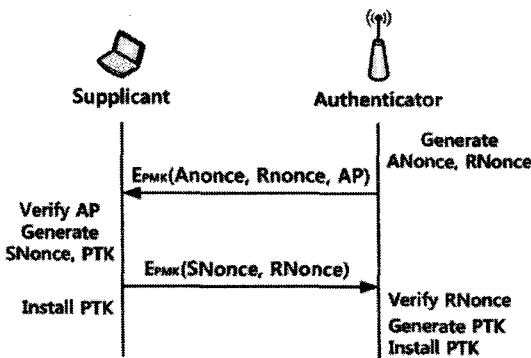 Supplicant
Authenticator
Generate
ANonce, RNonce
EPMK(Anonce, Rnonce, AP)
Verify AP
Generate
SNonce, PTK
EPMK(SNonce, RNonce)
Install PTK
Verify RNonce
Generate PTK
Install PTK